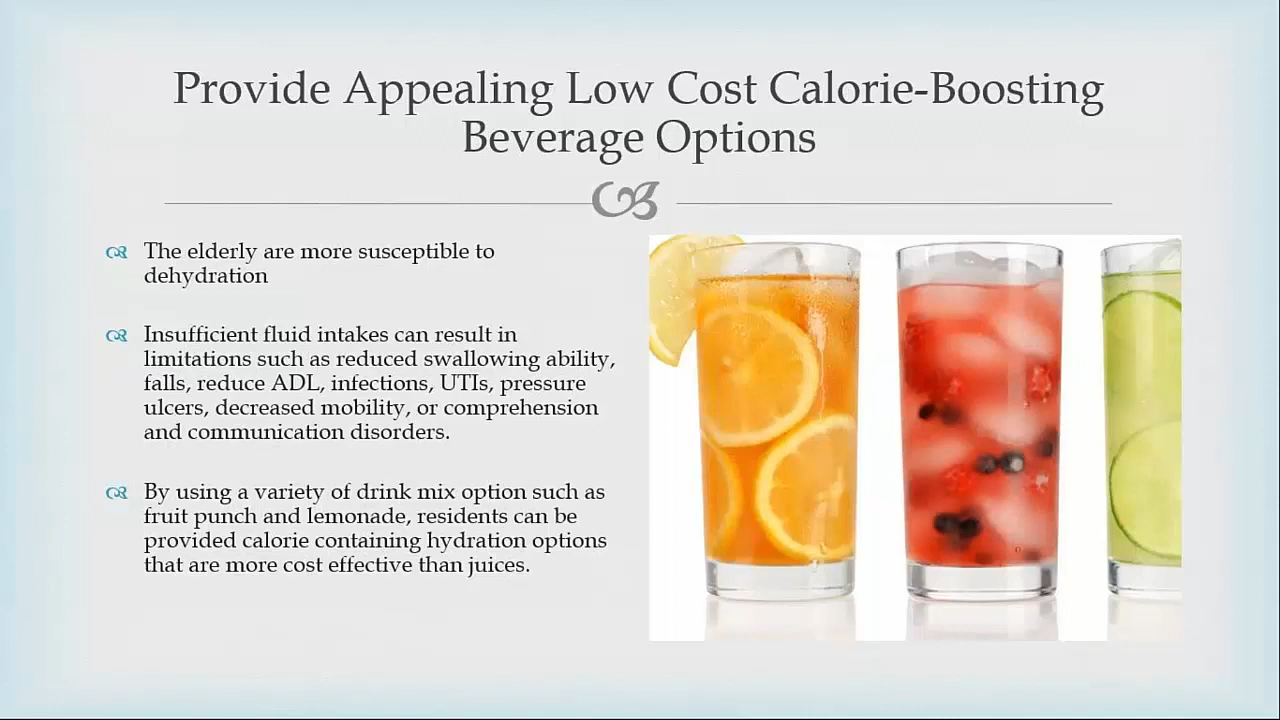 Provide Appealing Low Cost Calorie-Boosting
Beverage Options
The elderly are more susceptible to
dehydration
Insufficient fluid intakes can result in
limitations such as reduced swallowing ability,
falls, reduce ADL, infections, UTIs, pressure
ulcers, decreased mobility, or comprehension
and communication disorders.
By using a variety of drink mix option such as
fruit punch and lemonade, residents can be
provided calorie containing hydration options
that are more cost effective than juices.